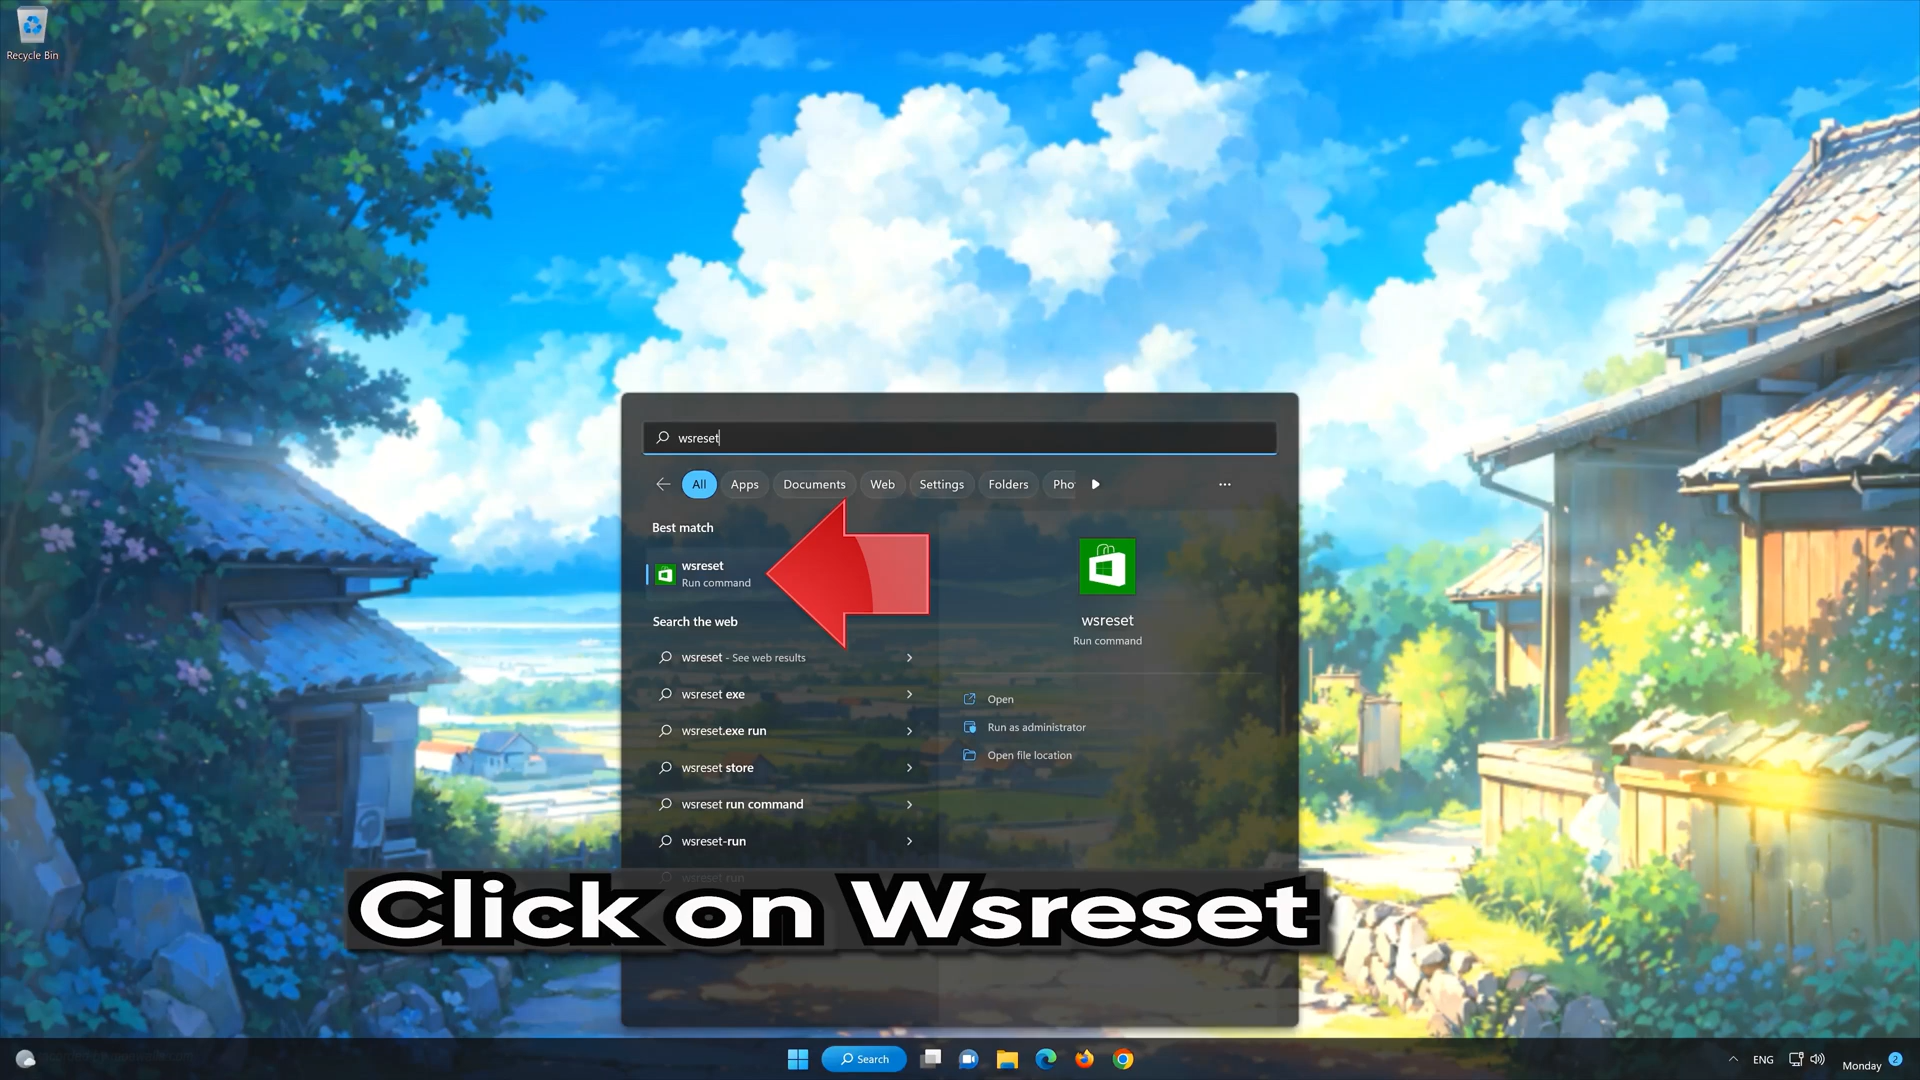 Recycle Bin
wsreset
All Apps Documents Web Settings Folders Pho
Best match
wsreset
Run command
Search the web
wsreset - See web results
wsreset exe
wsreset.exe run
wsreset store
wsreset run command
wsreset-run
wsreset run
wsreset
Run command
Open
Run as administrator
Open file location
Click on Wsreset
Search
ENG
Monday
2